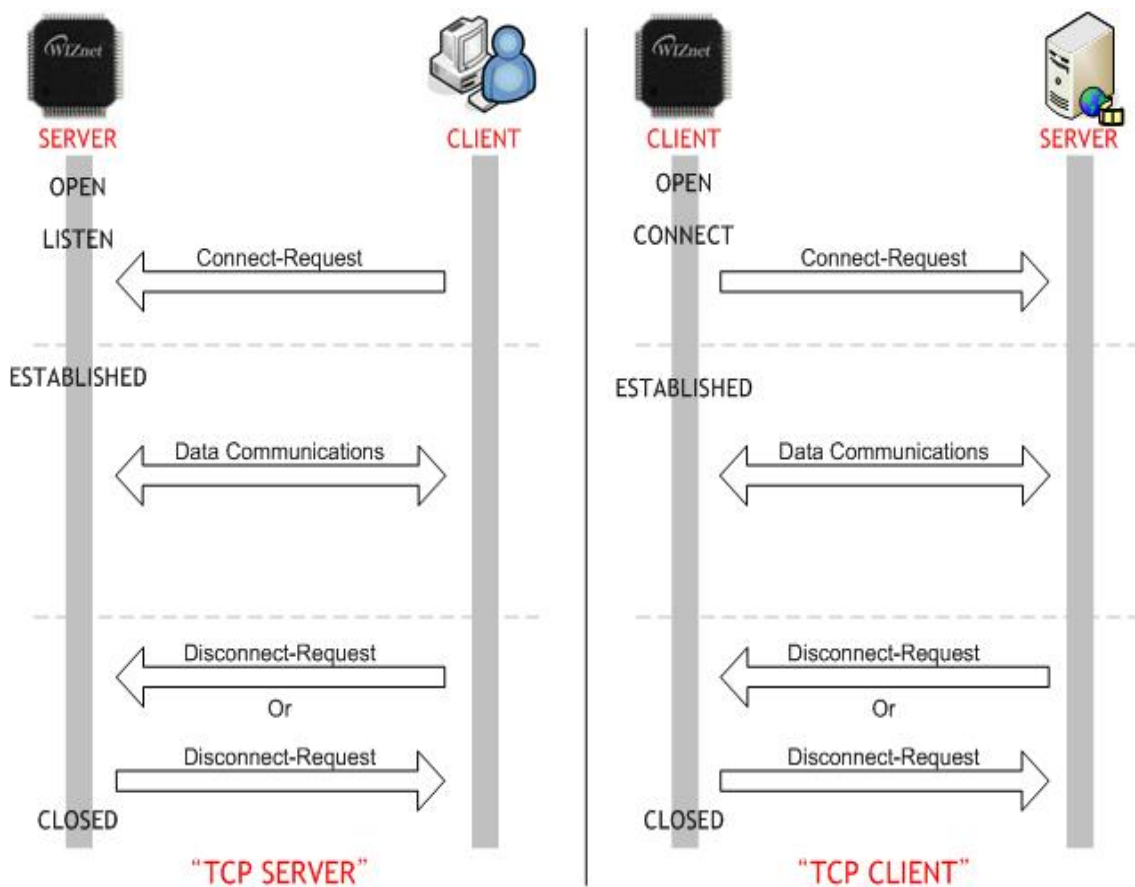 WIZnet
SERVER
CLIENT
OPEN
LISTEN
Connect-Request
ESTABLISHED
Data Communications
Disconnect-Request
Or
Disconnect-Request
CLOSED
“TCP SERVER”
WIZnet
CLIENT
SERVER
OPEN
CONNECT
Connect-Request
ESTABLISHED
Data Communications
Disconnect-Request
Or
Disconnect-Request
CLOSED
“TCP CLIENT”